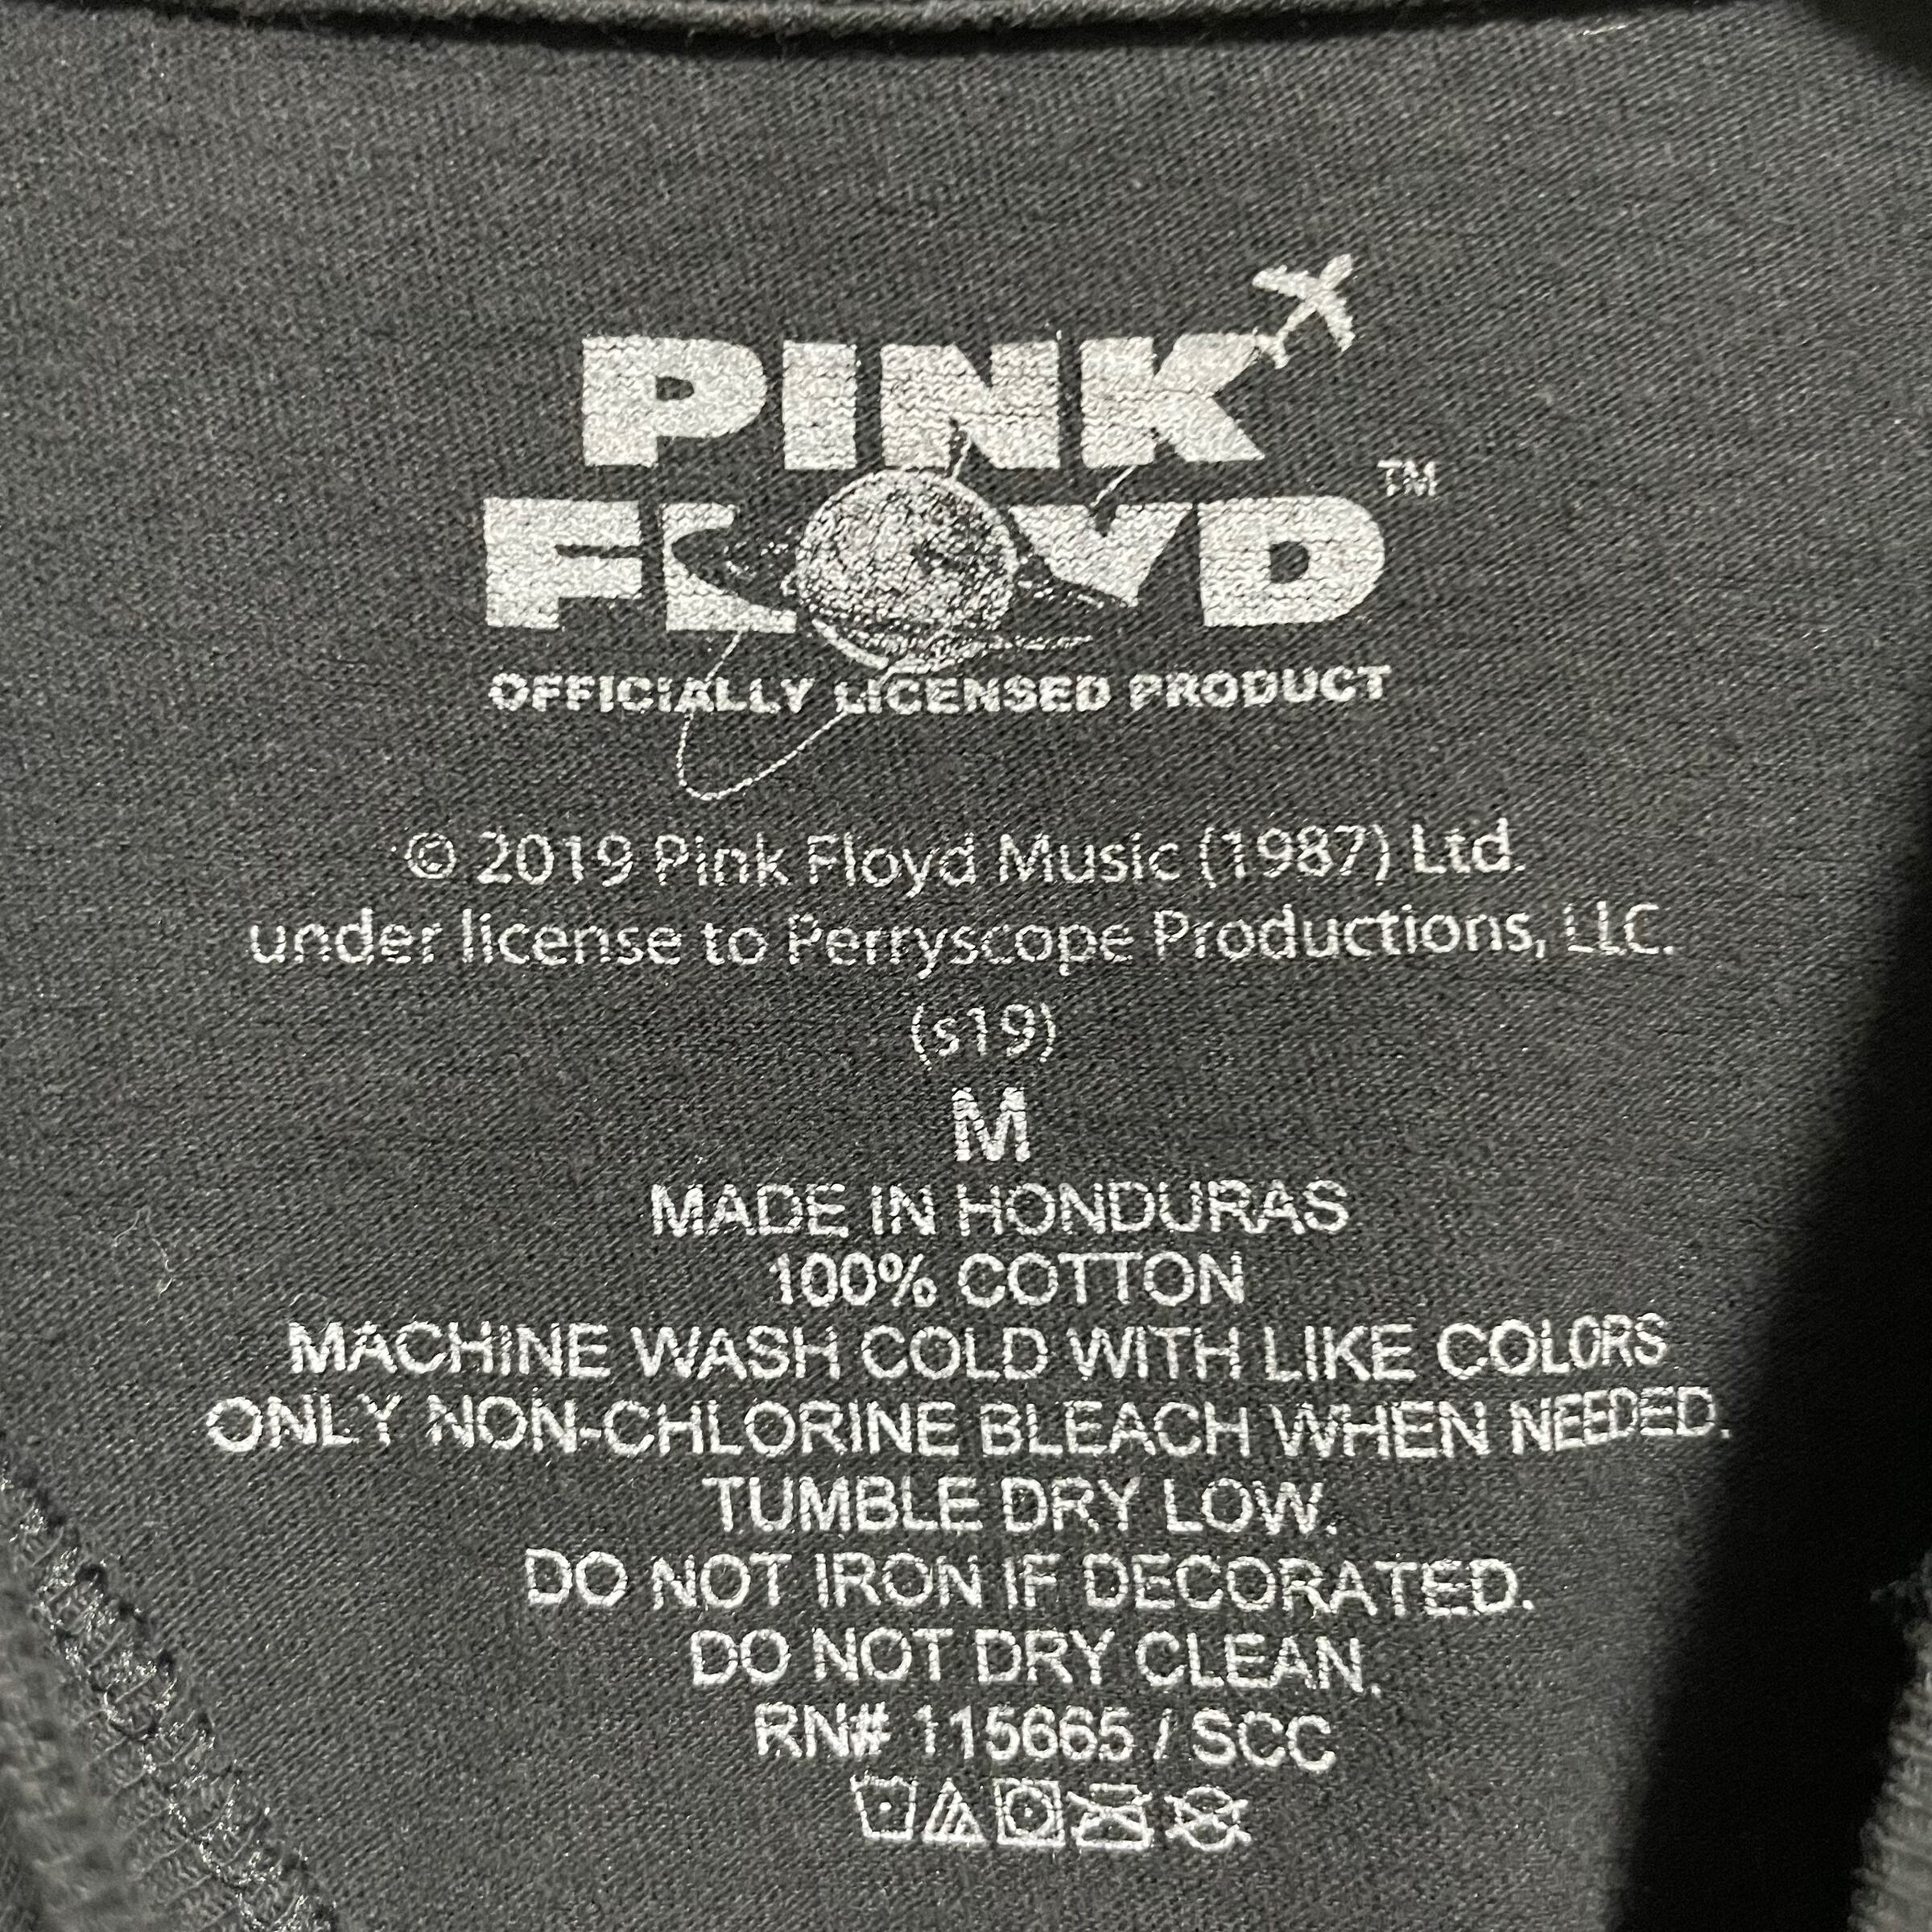 PINK
FLOYD™
OFFICIALLY LICENSED PRODUCT
© 2019 Pink Floyd Music (1987) Ltd.
under license to Perryscope Productions, LLC.
(s19)
M
MADE IN HONDURAS
100% COTTON
MACHINE WASH COLD WITH LIKE COLORS
ONLY NON-CHLORINE BLEACH WHEN NEEDED.
TUMBLE DRY LOW.
DO NOT IRON IF DECORATED.
DO NOT DRY CLEAN.
RN# 115665 / SCC